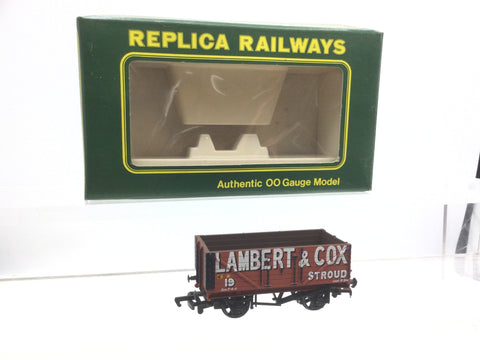 REPLICA RAILWAYS
Authentic OO Gauge Model
LAMBERT & COX
19 STROUD